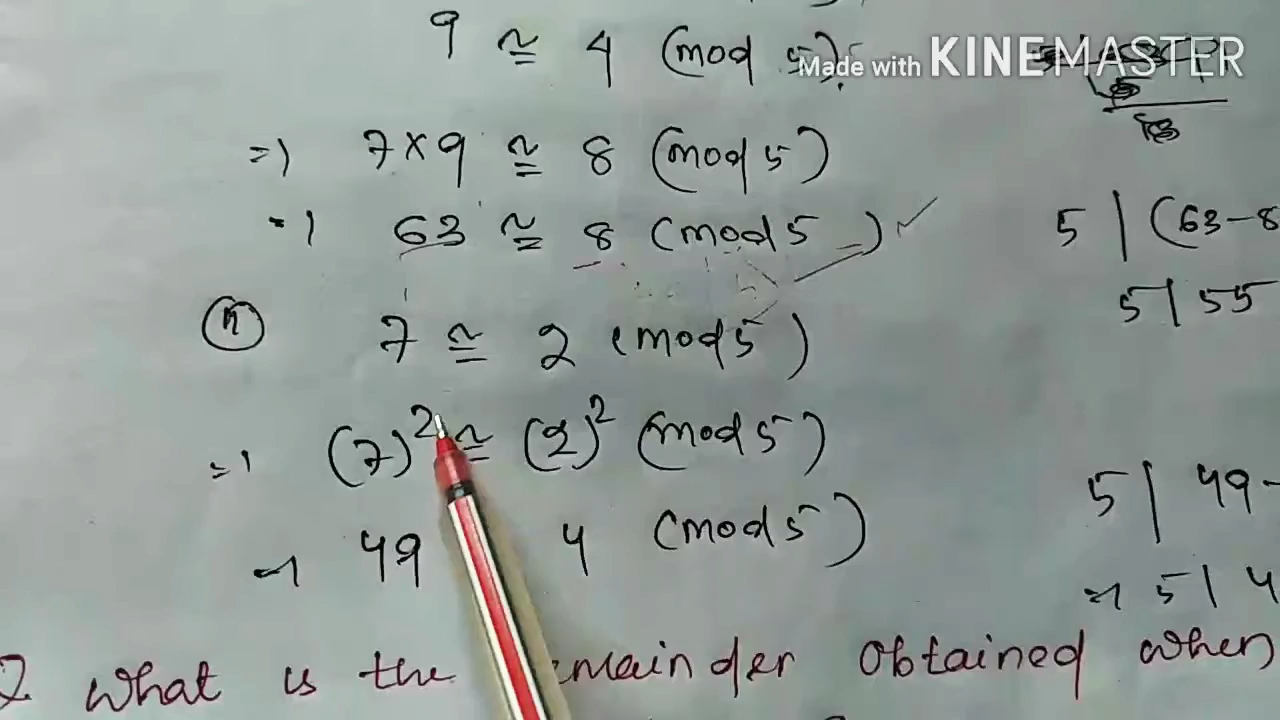 9 ≅ 4 (mod 5).
Made with KINEMASTER
=) 7×9 ≅ 8 (mod 5)
=) 63 ≅ 8 (mod 5) ✓
5 | (63-8
5 | 55
7 ≅ 2 (mod 5)
=) (7)² ≅ (2)² (mod 5)
49 4 (mod 5)
5 | 49-
5 | 4
what is the mainder obtained when